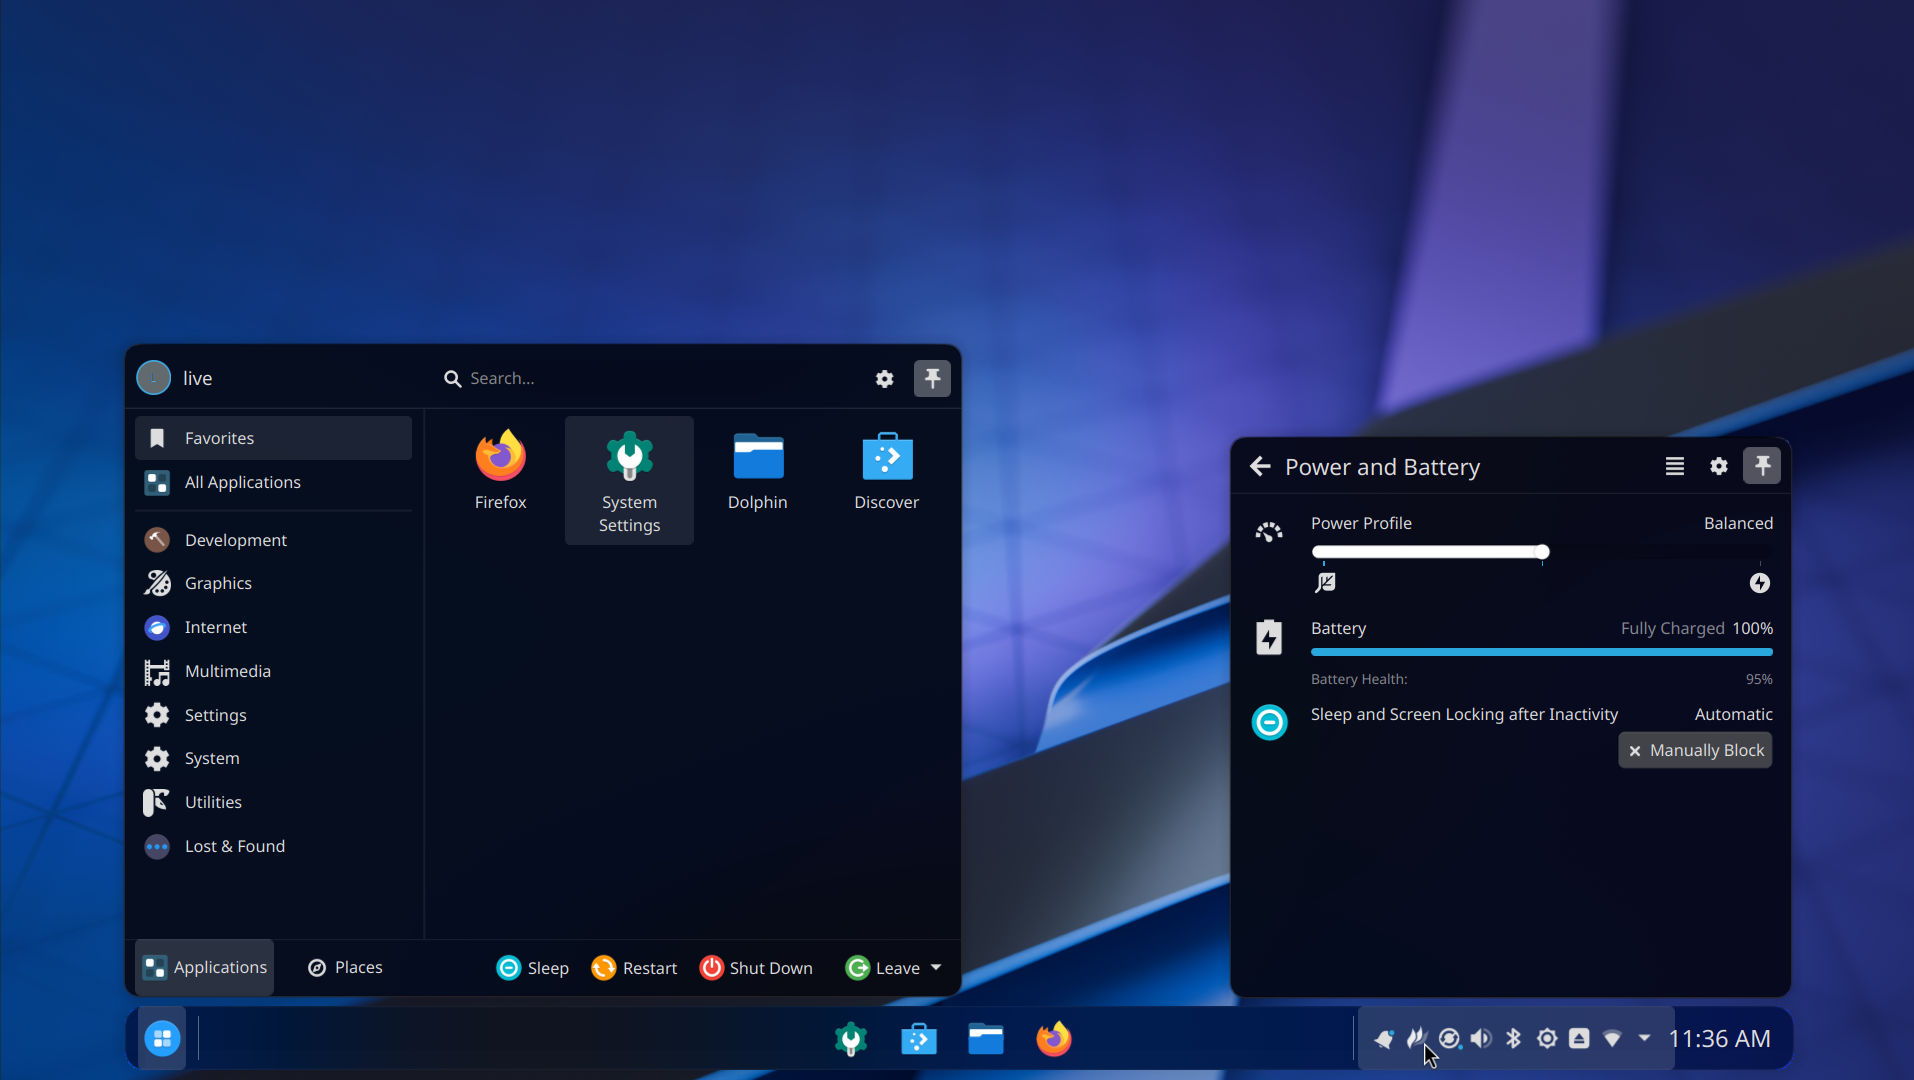 live
Search...
Favorites
All Applications
Development
Graphics
Internet
Multimedia
Settings
System
Utilities
Lost & Found
Firefox
System
Settings
Dolphin
Discover
Applications
Places
Sleep
Restart
Shut Down
Leave
Power and Battery
Power Profile
Balanced
Battery
Fully Charged 100%
Battery Health:
95%
Sleep and Screen Locking after Inactivity
Automatic
Manually Block
11:36 AM